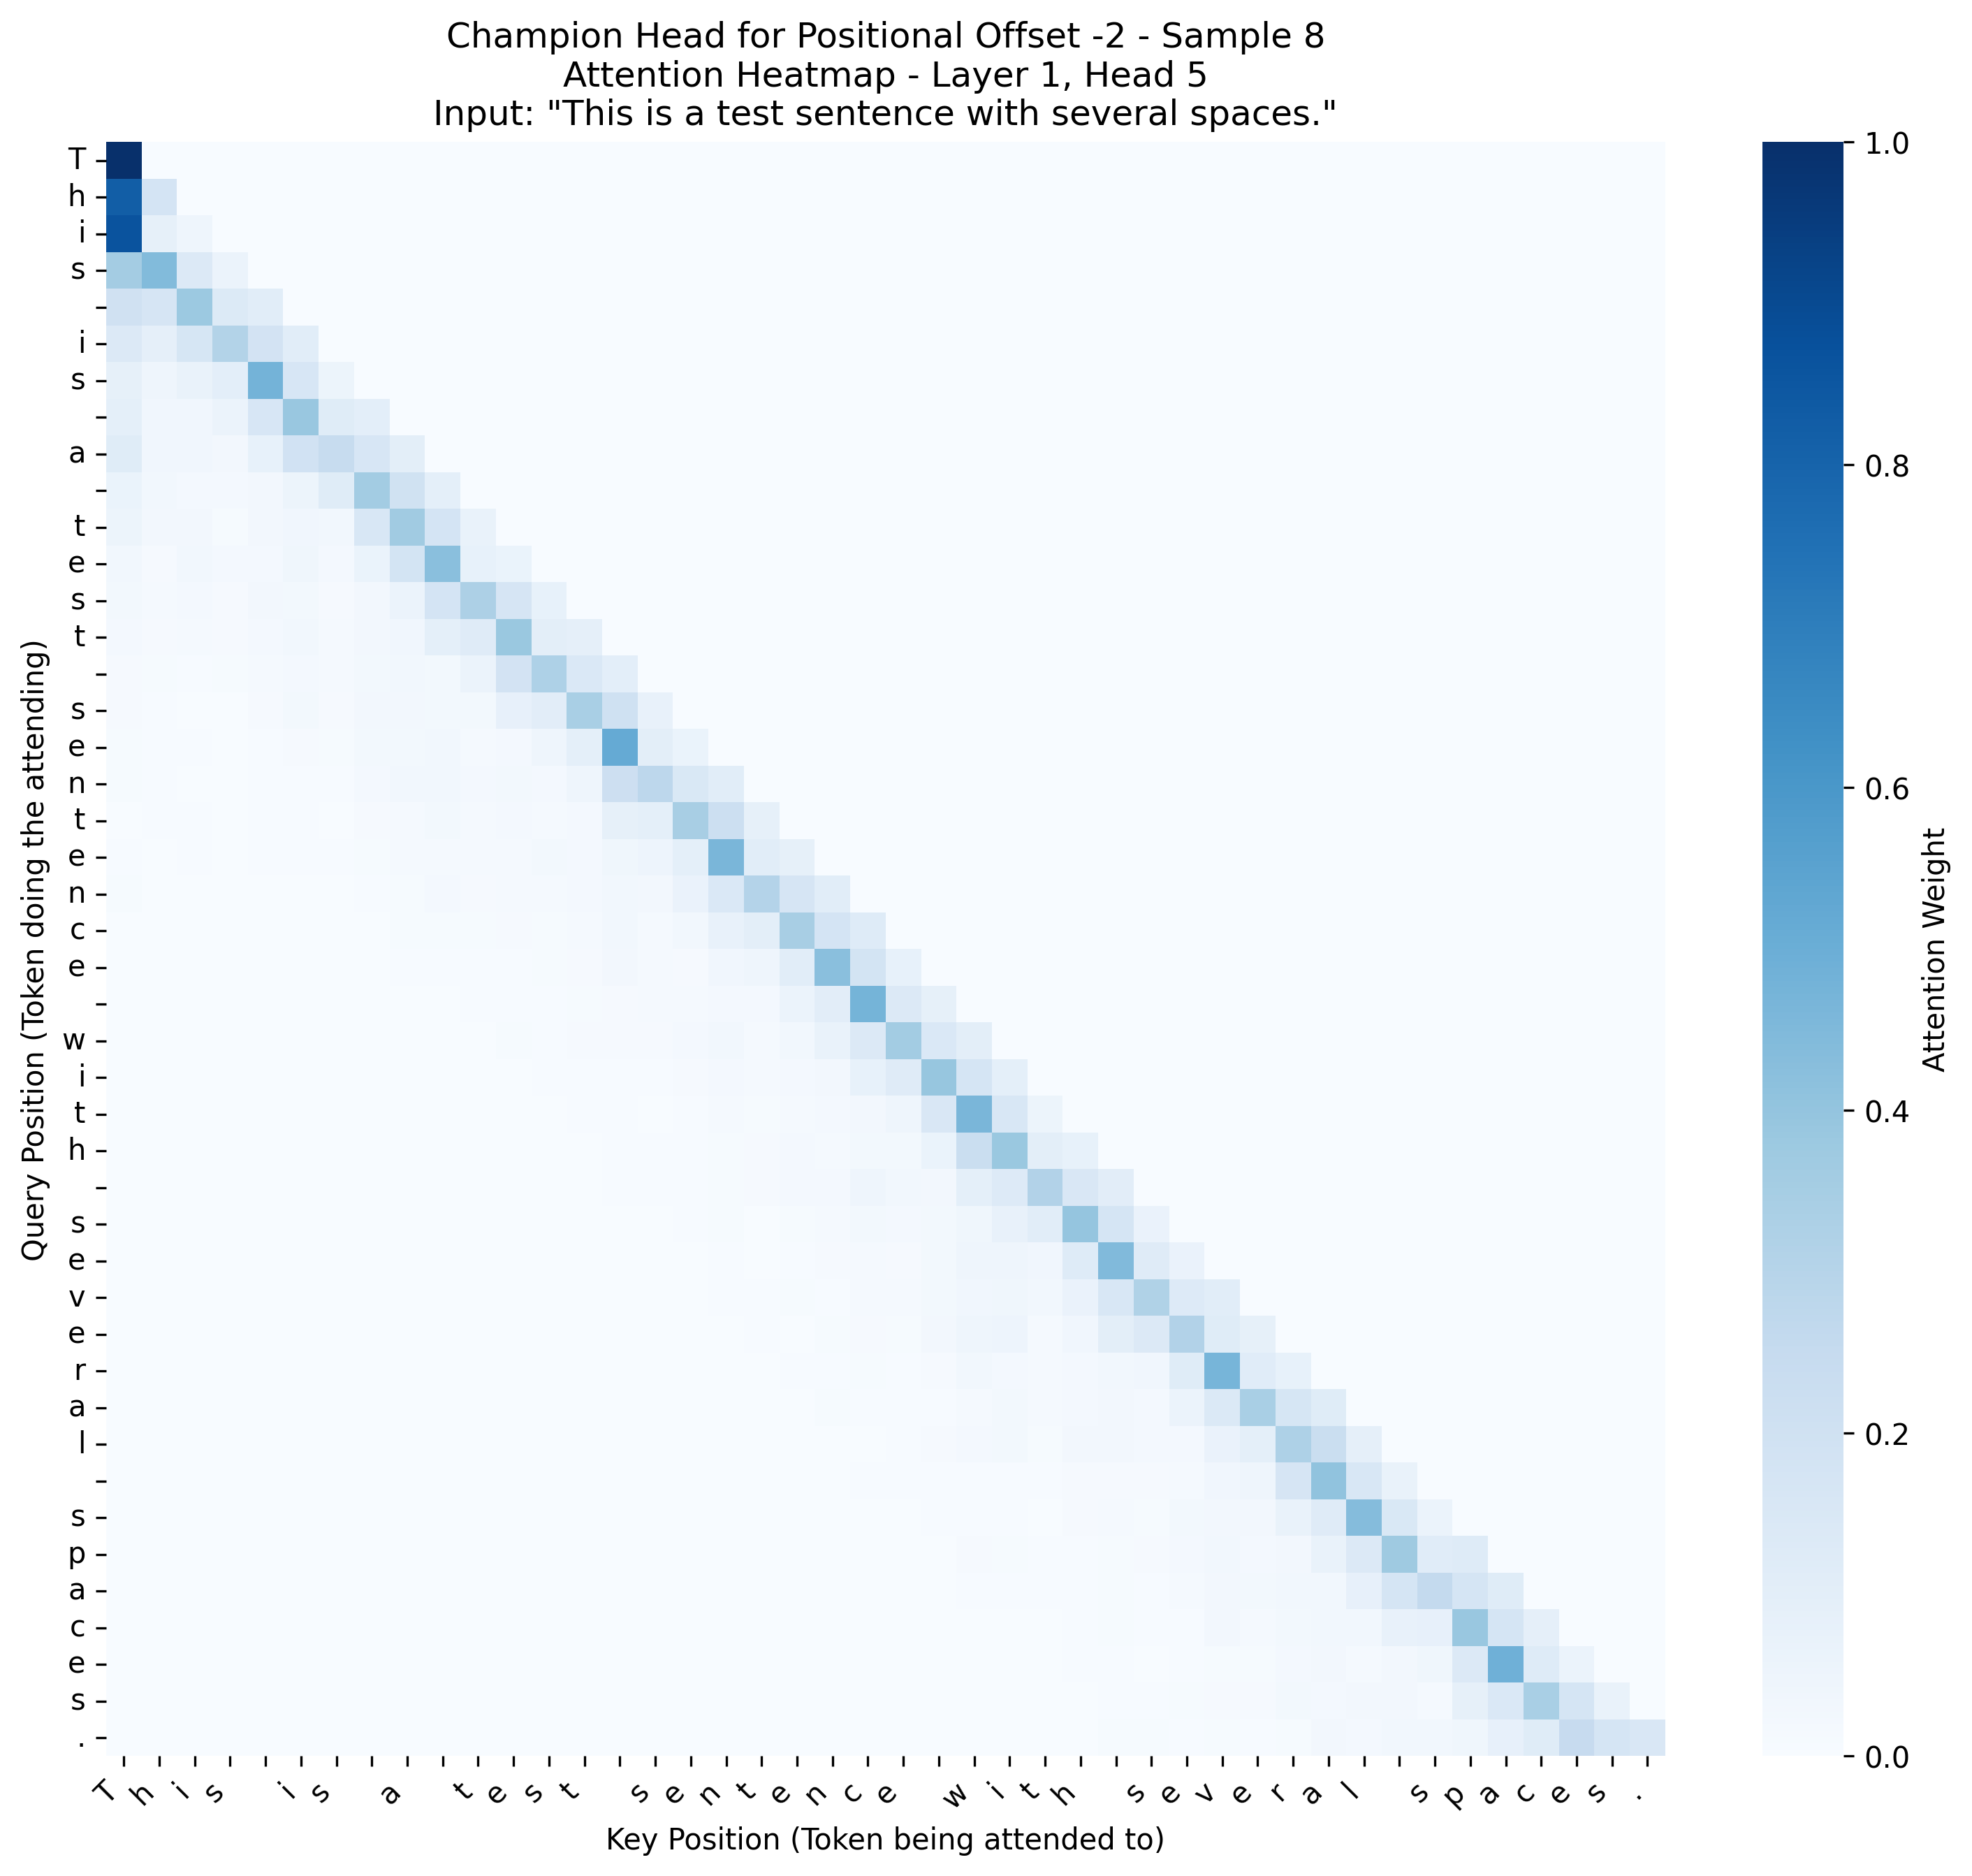 Champion Head for Positional Offset -2 - Sample 8
Attention Heatmap - Layer 1, Head 5
Input: "This is a test sentence with several spaces."
Query Position (Token doing the attending)
T
h
i
s
i
s
a
t
e
s
t
s
e
n
t
e
n
c
e
w
i
t
h
s
e
v
e
r
a
l
s
p
a
c
e
s
.
T h i s i s a t e s t s e n t e n c e w i t h s e v e r a l s p a c e s .
Key Position (Token being attended to)
1.0
0.8
0.6
0.4
0.2
0.0
Attention Weight